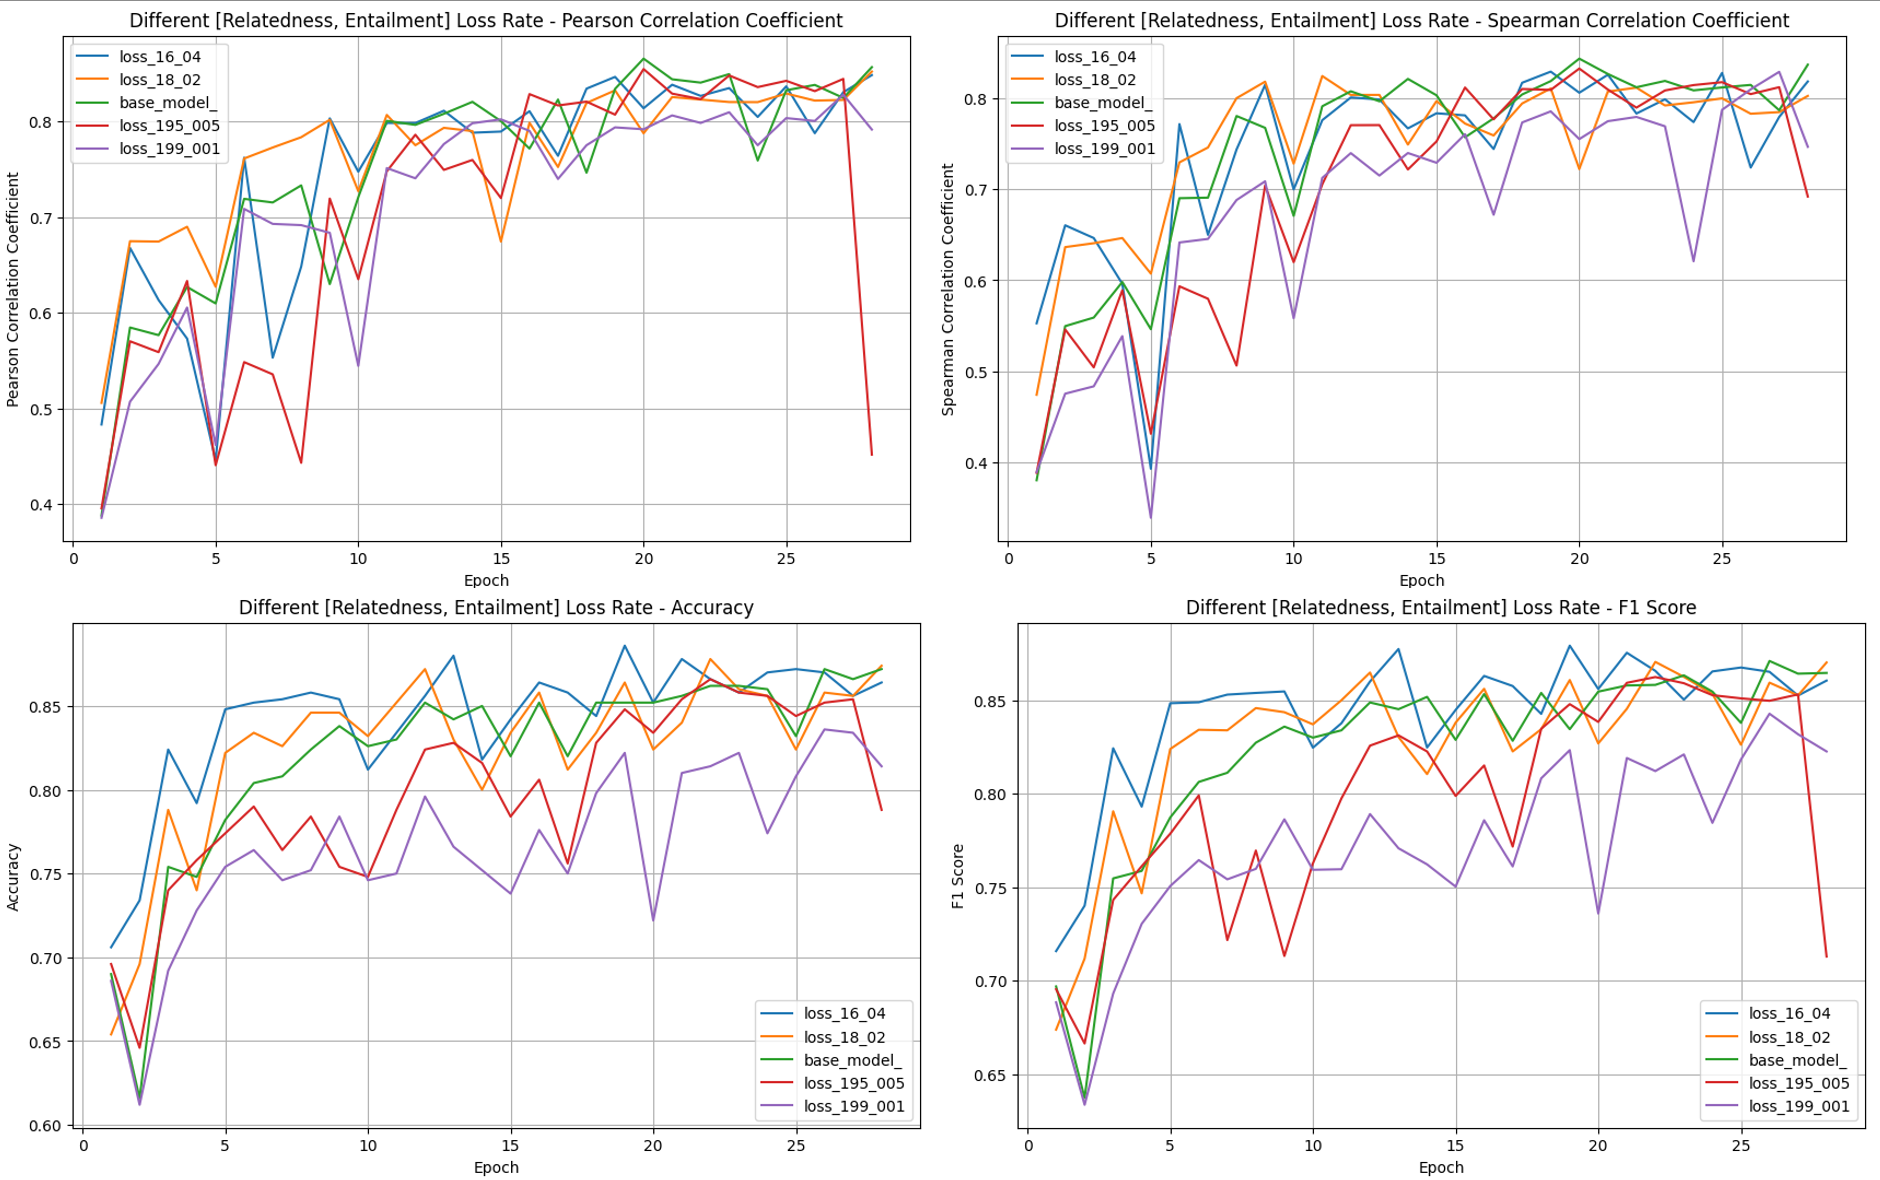 Different [Relatedness, Entailment] Loss Rate - Pearson Correlation Coefficient
loss_16_04
loss_18_02
base_model_
loss_195_005
loss_199_001
Pearson Correlation Coefficient
0.8
0.7
0.6
0.5
0.4
0 5 10 15 20 25
Epoch
Different [Relatedness, Entailment] Loss Rate - Spearman Correlation Coefficient
loss_16_04
loss_18_02
base_model_
loss_195_005
loss_199_001
Spearman Correlation Coefficient
0.8
0.7
0.6
0.5
0.4
0 5 10 15 20 25
Epoch
Different [Relatedness, Entailment] Loss Rate - Accuracy
Accuracy
0.85
0.80
0.75
0.70
0.65
0.60
loss_16_04
loss_18_02
base_model_
loss_195_005
loss_199_001
0 5 10 15 20 25
Epoch
Different [Relatedness, Entailment] Loss Rate - F1 Score
F1 Score
0.85
0.80
0.75
0.70
0.65
loss_16_04
loss_18_02
base_model_
loss_195_005
loss_199_001
0 5 10 15 20 25
Epoch